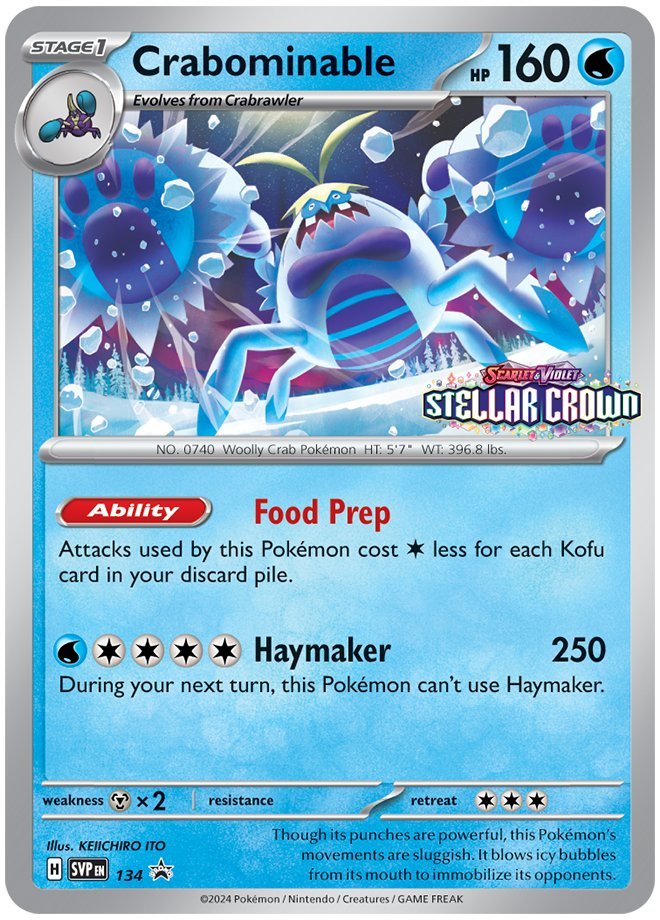 STAGE1
Crabominable
HP 160
Evolves from Crabrawler
SCARLET & VIOLET
STELLAR CROWN
NO. 0740 Woolly Crab Pokémon HT: 5'7" WT: 396.8 lbs.
Ability Food Prep
Attacks used by this Pokémon cost less for each Kofu
card in your discard pile.
Haymaker 250
During your next turn, this Pokémon can't use Haymaker.
weakness ×2 resistance retreat
Illus. KEIICHIRO ITO
H SVP EN 134
Though its punches are powerful, this Pokémon's
movements are sluggish. It blows icy bubbles
from its mouth to immobilize its opponents.
©2024 Pokémon / Nintendo / Creatures / GAME FREAK